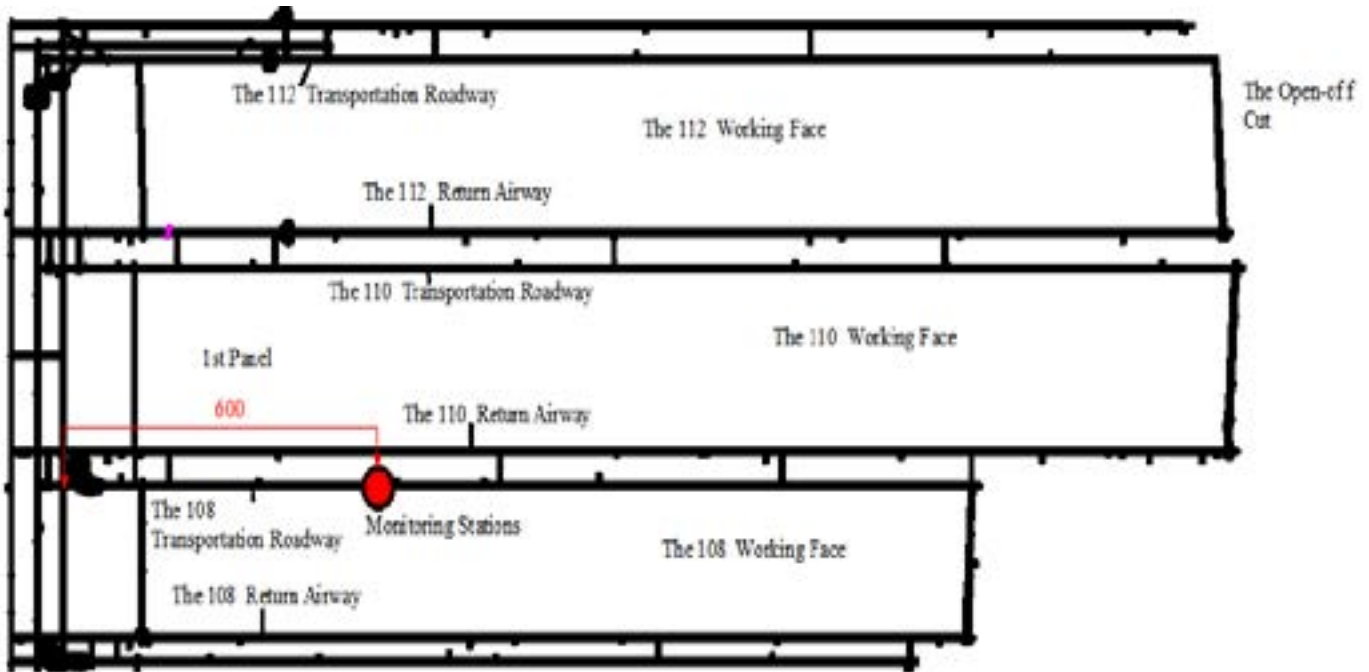 The 112 Transportation Roadway
The Open-off
Cut
The 112 Working Face
The 112 Return Airway
The 110 Transportation Roadway
The 110 Working Face
1st Panel
600
The 110 Return Airway
The 108
Transportation Roadway
Monitoring Stations
The 108 Working Face
The 108 Return Airway